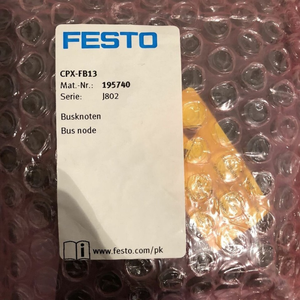 FESTO
CPX-FB13
Mat.-Nr.: 195740
Serie: J802
Busknoten
Bus node
www.festo.com/pk